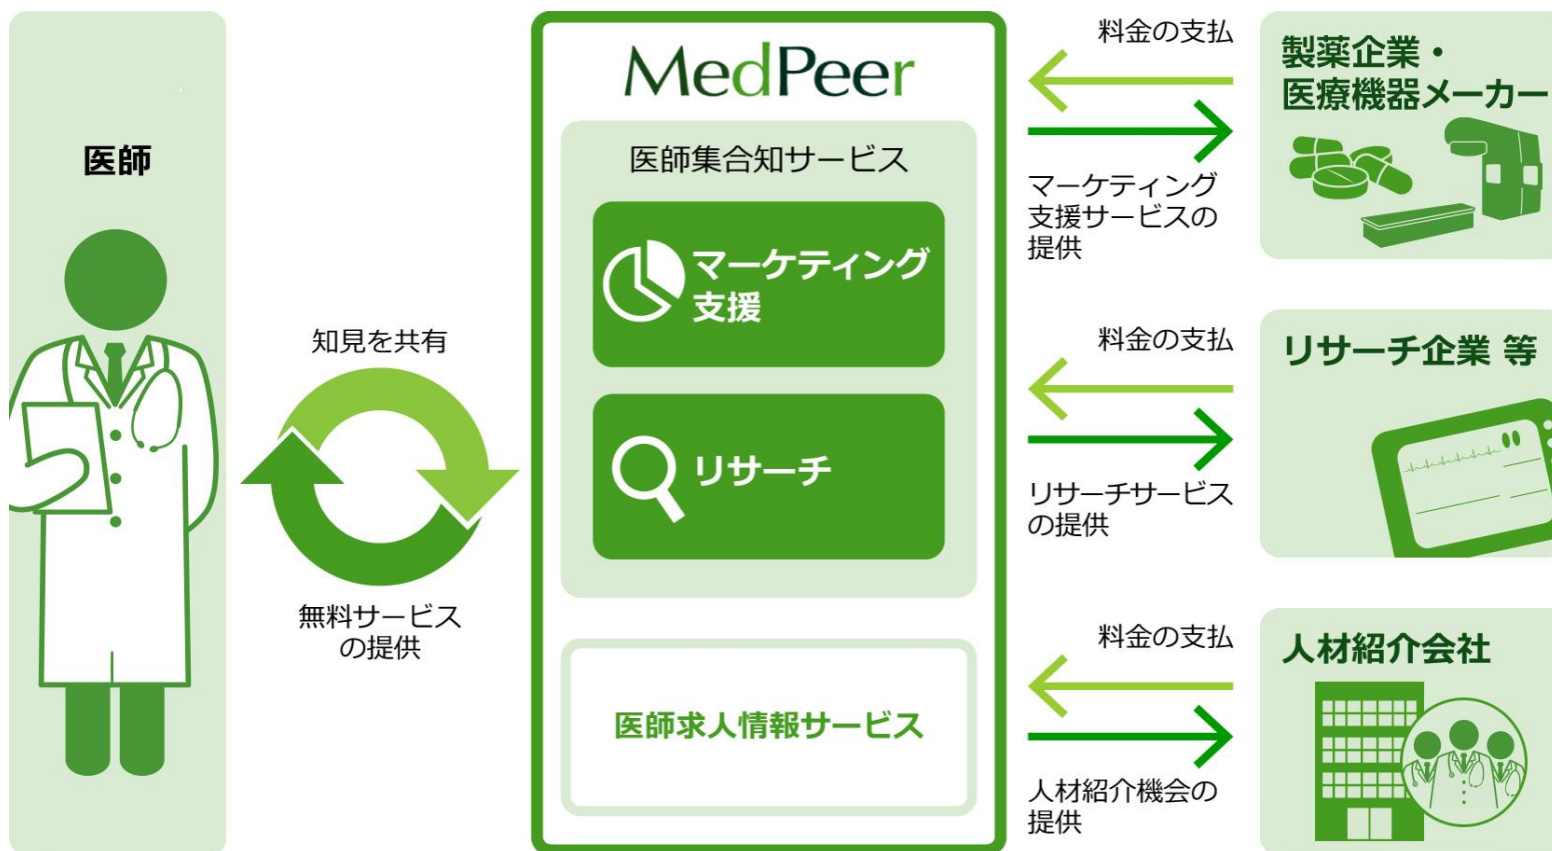 医師
知見を共有
無料サービス
の提供
MedPeer
医師集合知サービス
マーケティング
支援
リサーチ
医師求人情報サービス
料金の支払
マーケティング
支援サービスの
提供
製薬企業・
医療機器メーカー
料金の支払
リサーチサービス
の提供
リサーチ企業 等
料金の支払
人材紹介機会の
提供
人材紹介会社